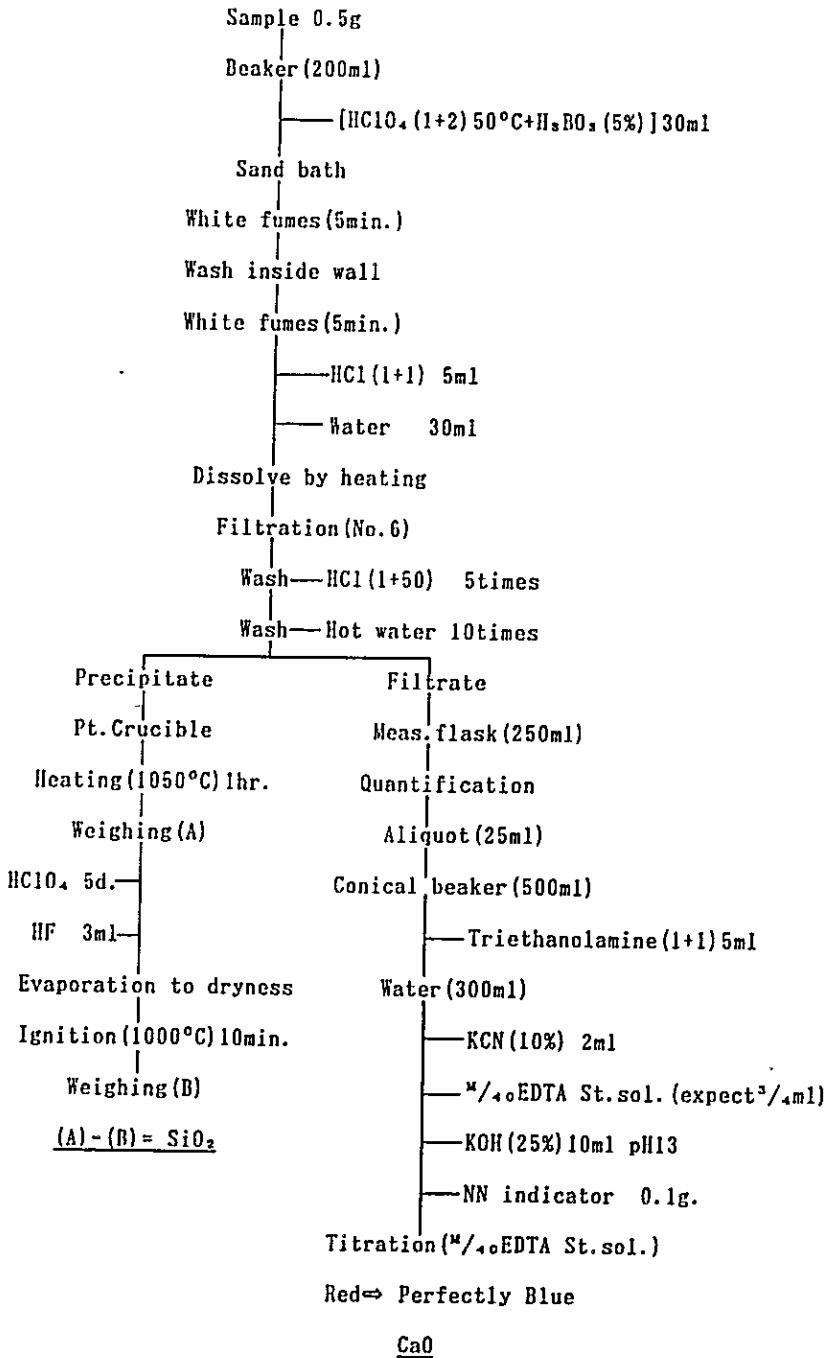 Sample 0.5g
Beaker(200ml)
[HClO₄(1+2)50°C+H₃BO₃(5%)]30ml
Sand bath
White fumes(5min.)
Wash inside wall
White fumes(5min.)
HCl(1+1) 5ml
Water 30ml
Dissolve by heating
Filtration(No.6)
Wash—HCl(1+50) 5times
Wash—Hot water 10times
Precipitate
Pt.Crucible
Heating(1050°C)1hr.
Weighing(A)
HClO₄ 5d.
HF 3ml
Evaporation to dryness
Ignition(1000°C)10min.
Weighing(B)
(A)-(B)= SiO₂
Filtrate
Meas.flask(250ml)
Quantification
Aliquot(25ml)
Conical beaker(500ml)
Triethanolamine(1+1)5ml
Water(300ml)
KCN(10%) 2ml
ᴹ/₄₀EDTA St.sol.(expect³/₄ml)
KOH(25%)10ml pH13
NN indicator 0.1g.
Titration(ᴹ/₄₀EDTA St.sol.)
Red⇒ Perfectly Blue
CaO